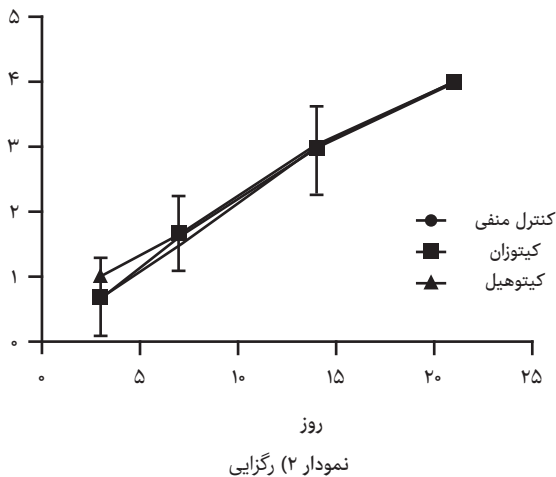 ۵
۴
۳
۲
۱
۰
۰ ۵ ۱۰ ۱۵ ۲۰ ۲۵
کنترل منفی
کیتوزان
کیتوهیل
روز
نمودار ۲) رگزایی